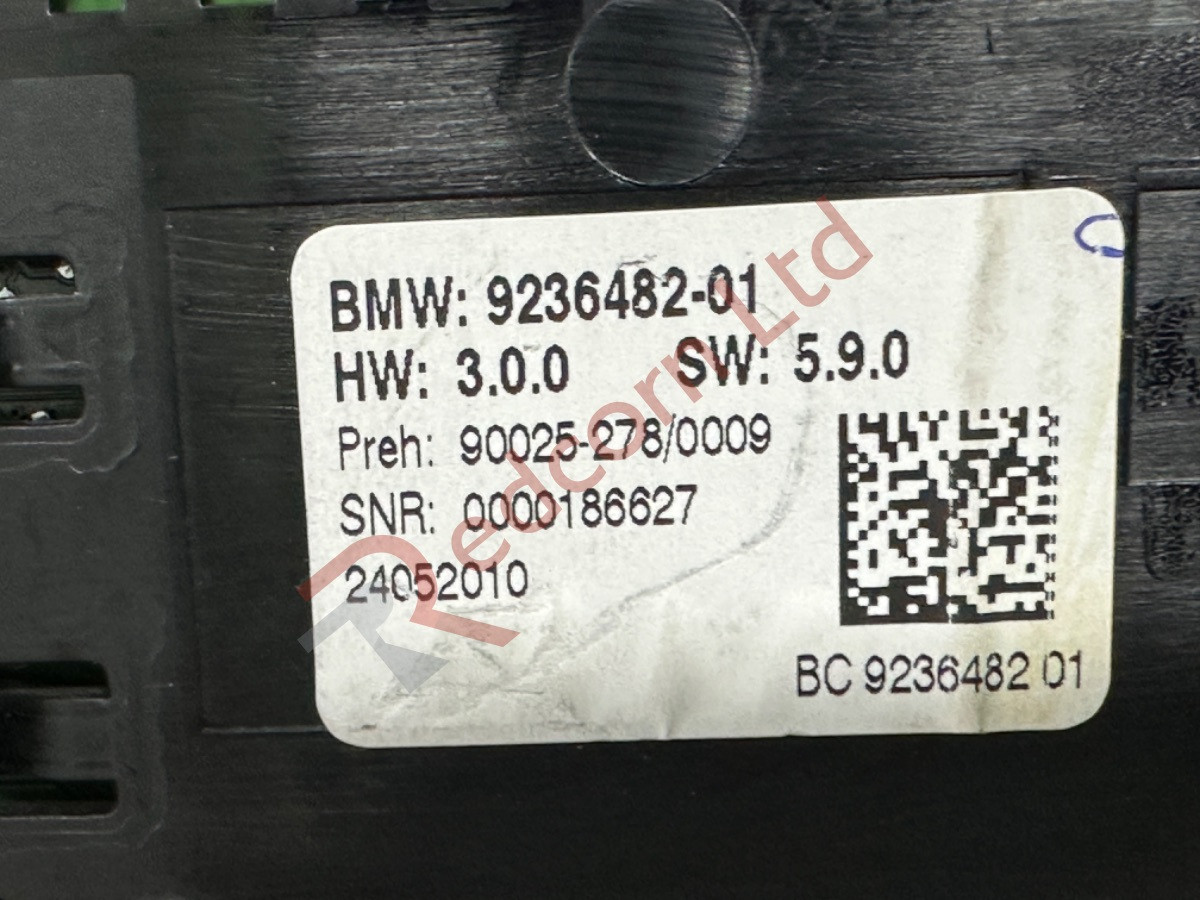 BMW: 9236482-01
HW: 3.0.0 SW: 5.9.0
Preh: 90025-278/0009
SNR: 0000186627
24052010
BC 9236482 01
Redcorn Ltd